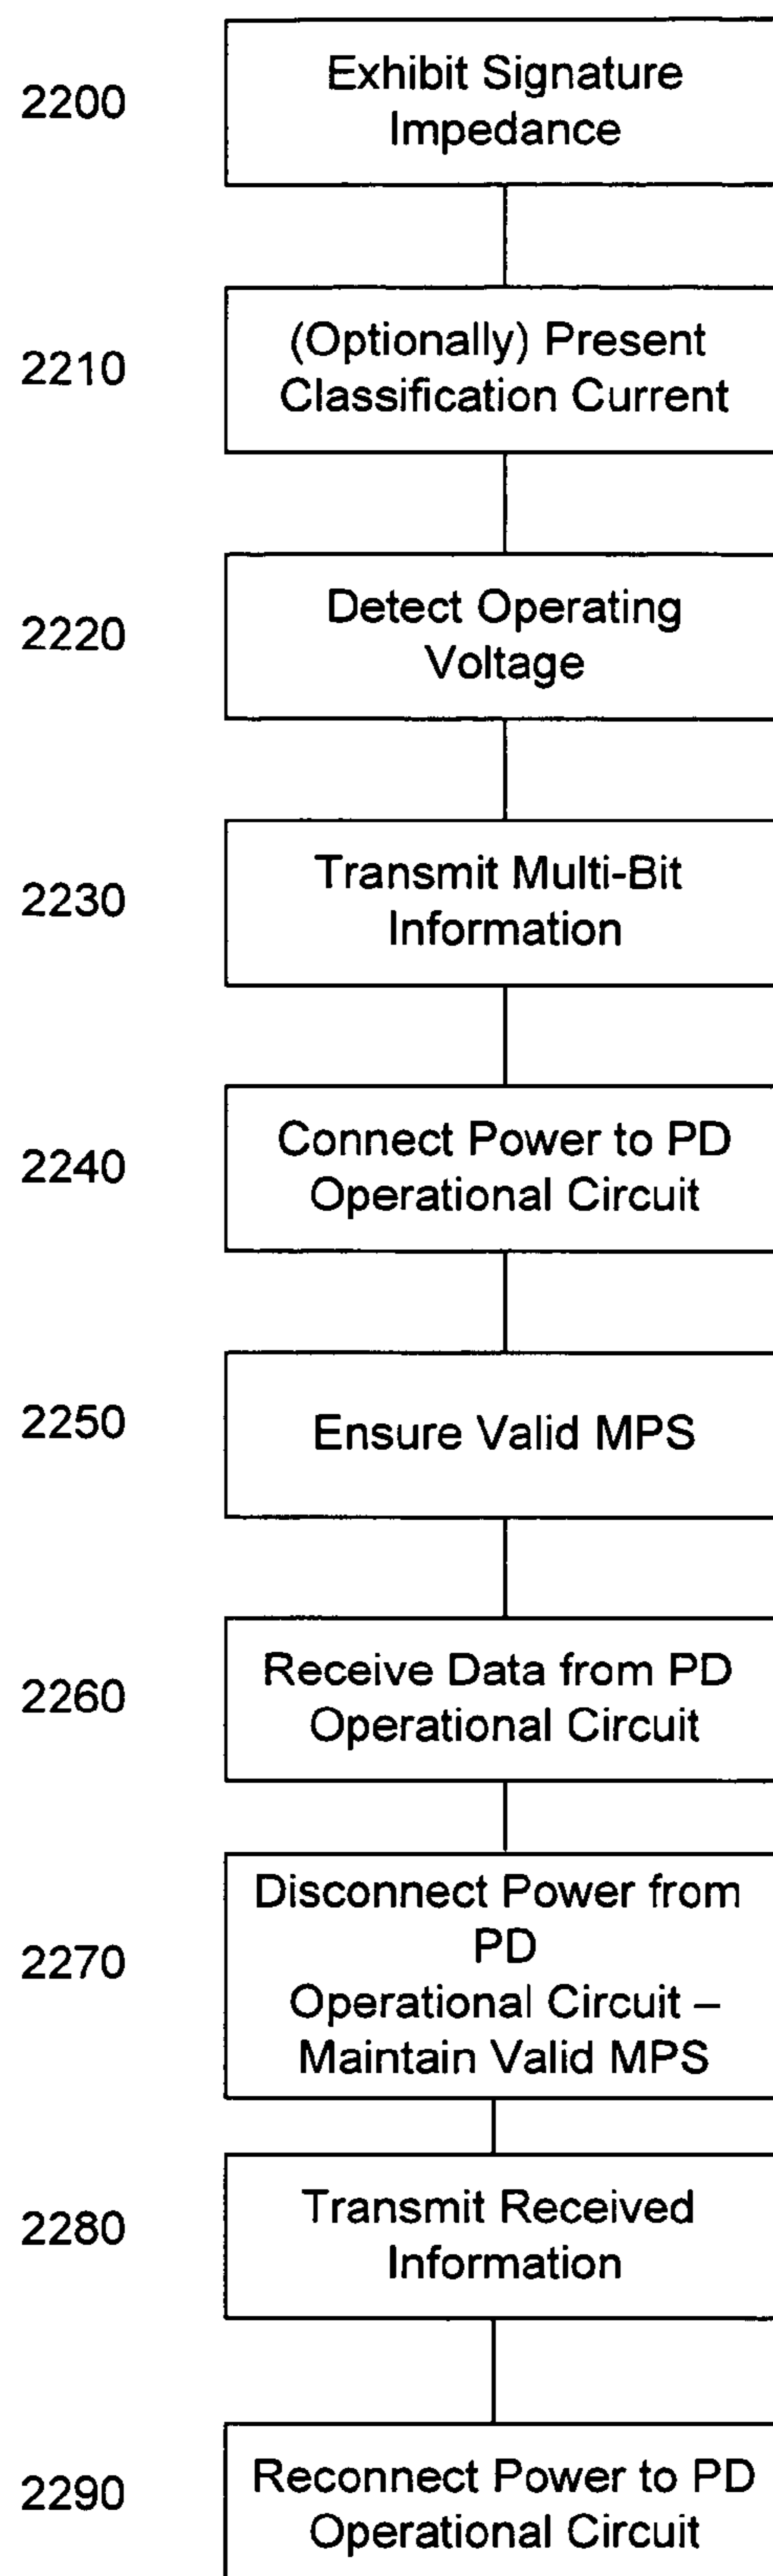 2200
Exhibit Signature
Impedance
2210
(Optionally) Present
Classification Current
2220
Detect Operating
Voltage
2230
Transmit Multi-Bit
Information
2240
Connect Power to PD
Operational Circuit
2250
Ensure Valid MPS
2260
Receive Data from PD
Operational Circuit
2270
Disconnect Power from
PD
Operational Circuit –
Maintain Valid MPS
2280
Transmit Received
Information
2290
Reconnect Power to PD
Operational Circuit